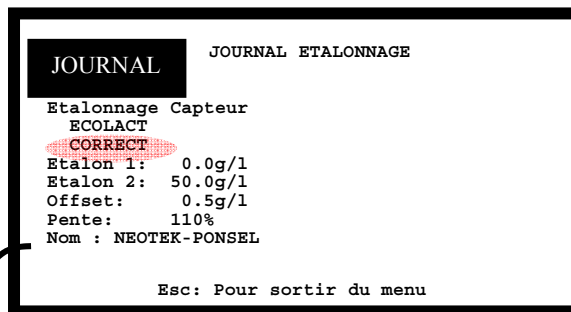 JOURNAL ETALONNAGE
JOURNAL
Etalonnage Capteur
ECOLACT
CORRECT
Etalon 1: 0.0g/l
Etalon 2: 50.0g/l
Offset: 0.5g/l
Pente: 110%
Nom : NEOTEK-PONSEL
Esc: Pour sortir du menu